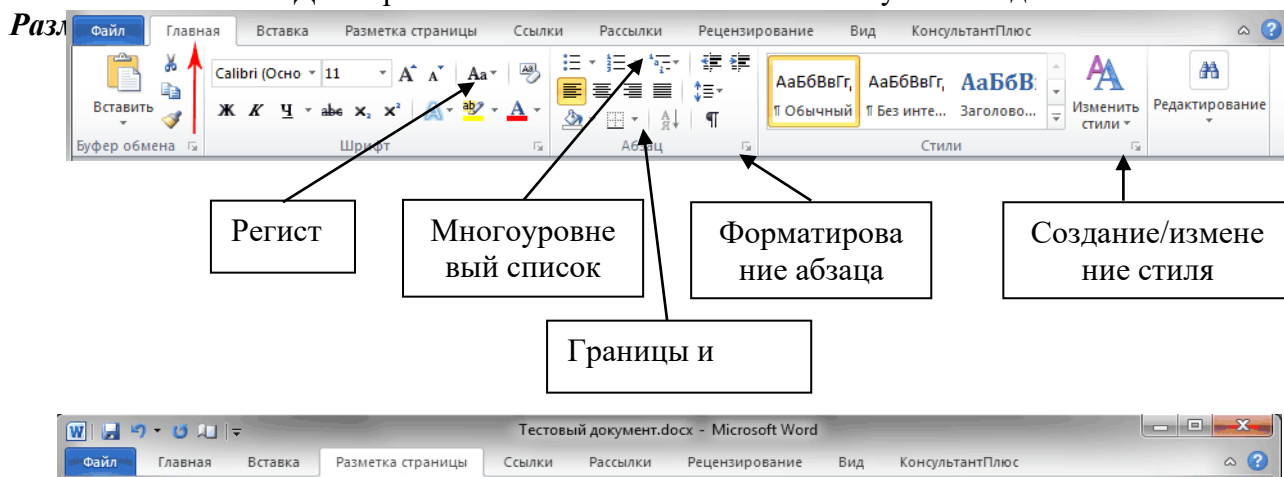 Файл Главная Вставка Разметка страницы Ссылки Рассылки Рецензирование Вид КонсультантПлюс
Calibri (Осно 11 Aa
Вставить
Ж К Ч abc x₂ x² A
АаБбВвГг, АаБбВвГг, АаБбВ
¶ Обычный ¶ Без инте... Заголово...
Изменить стили
Редактирование
Буфер обмена Шрифт Абзац Стили
Регист
Многоуровне
вый список
Форматирова
ние абзаца
Создание/измене
ние стиля
Границы и
Тестовый документ.docx - Microsoft Word
Файл Главная Вставка Разметка страницы Ссылки Рассылки Рецензирование Вид КонсультантПлюс